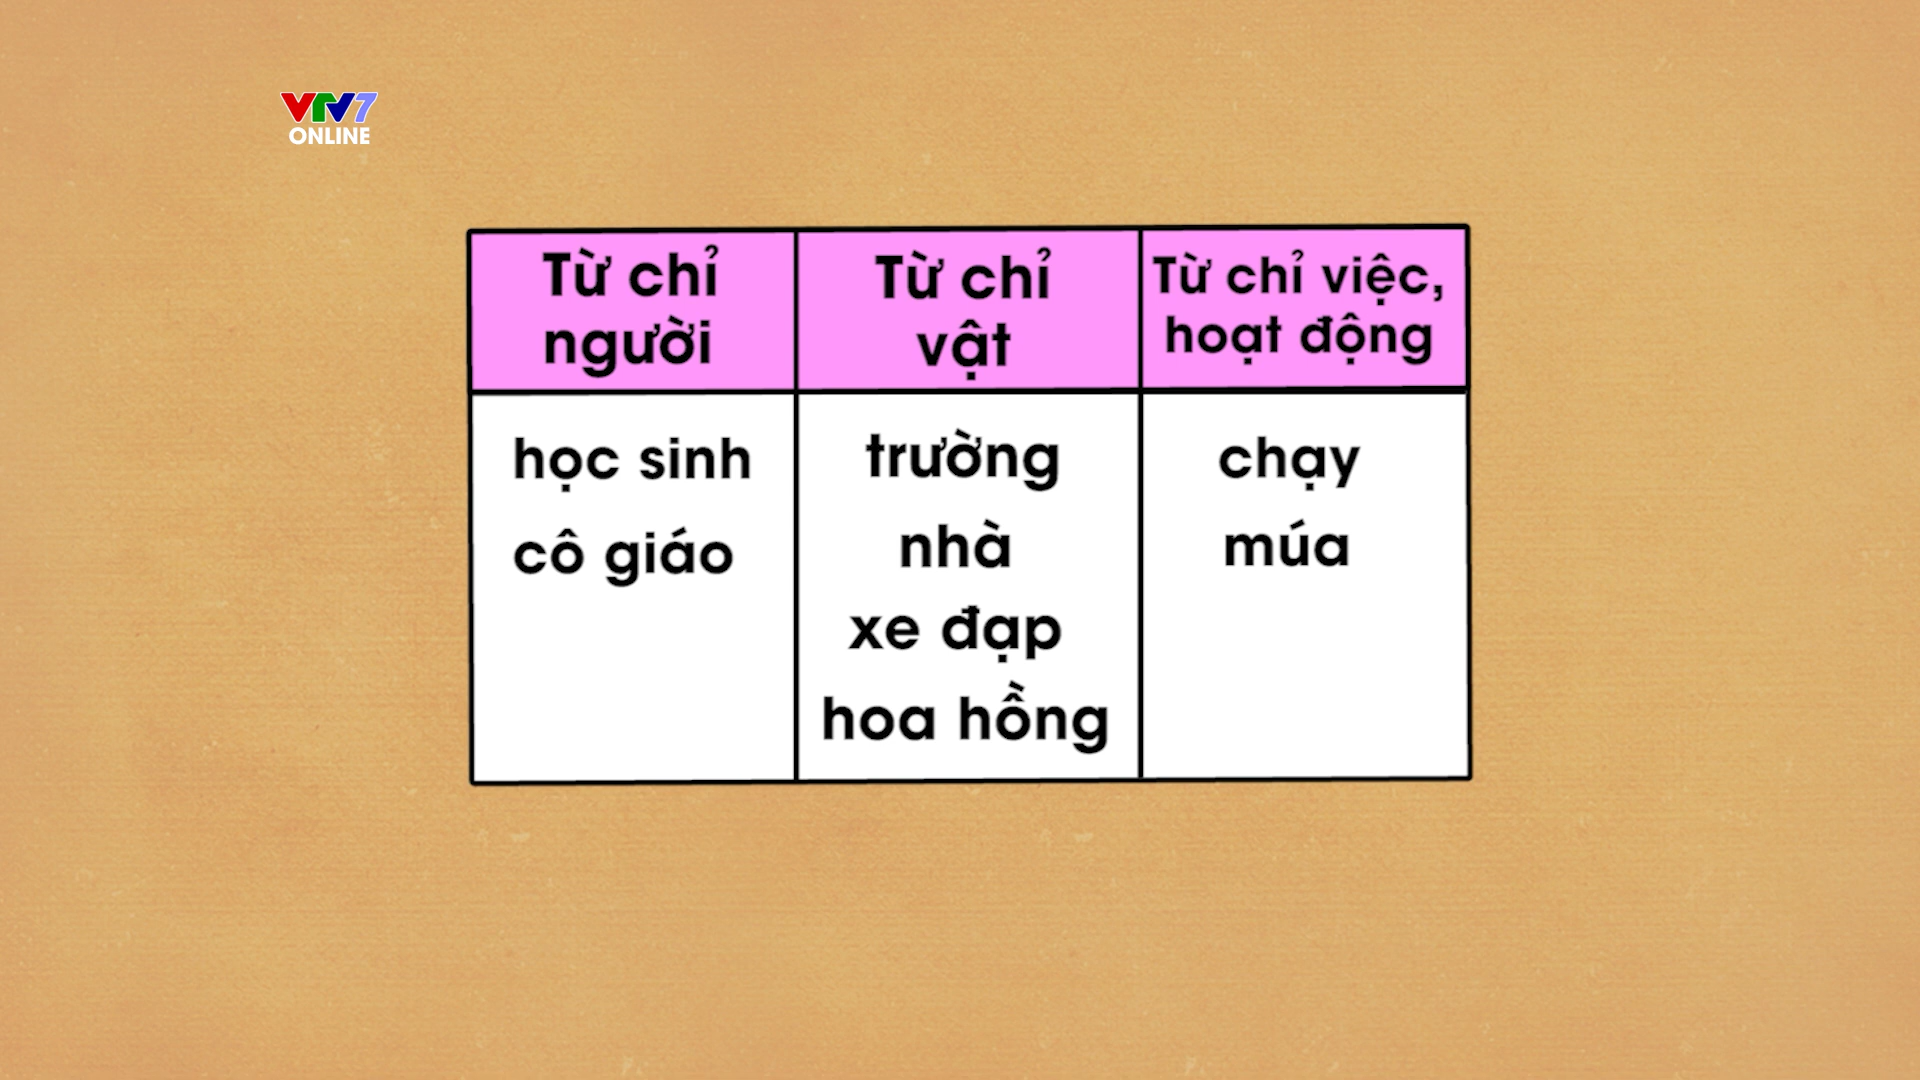 VTV7
ONLINE
Từ chỉ
người
Từ chỉ
vật
Từ chỉ việc,
hoạt động
học sinh
cô giáo
trường
nhà
xe đạp
hoa hồng
chạy
múa